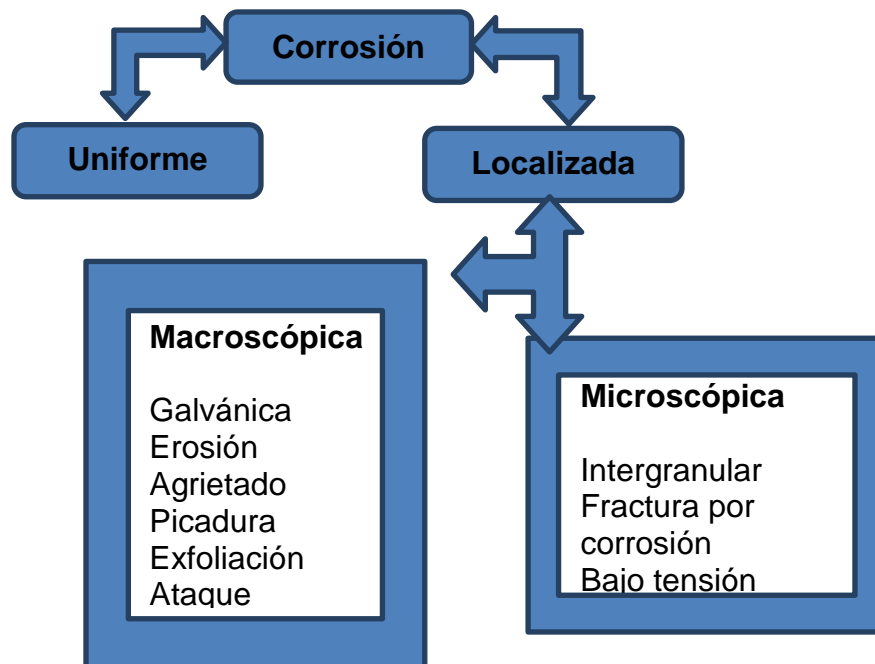 Corrosión
Uniforme
Localizada
Macroscópica
Galvánica
Erosión
Agrietado
Picadura
Exfoliación
Ataque
Microscópica
Intergranular
Fractura por
corrosión
Bajo tensión